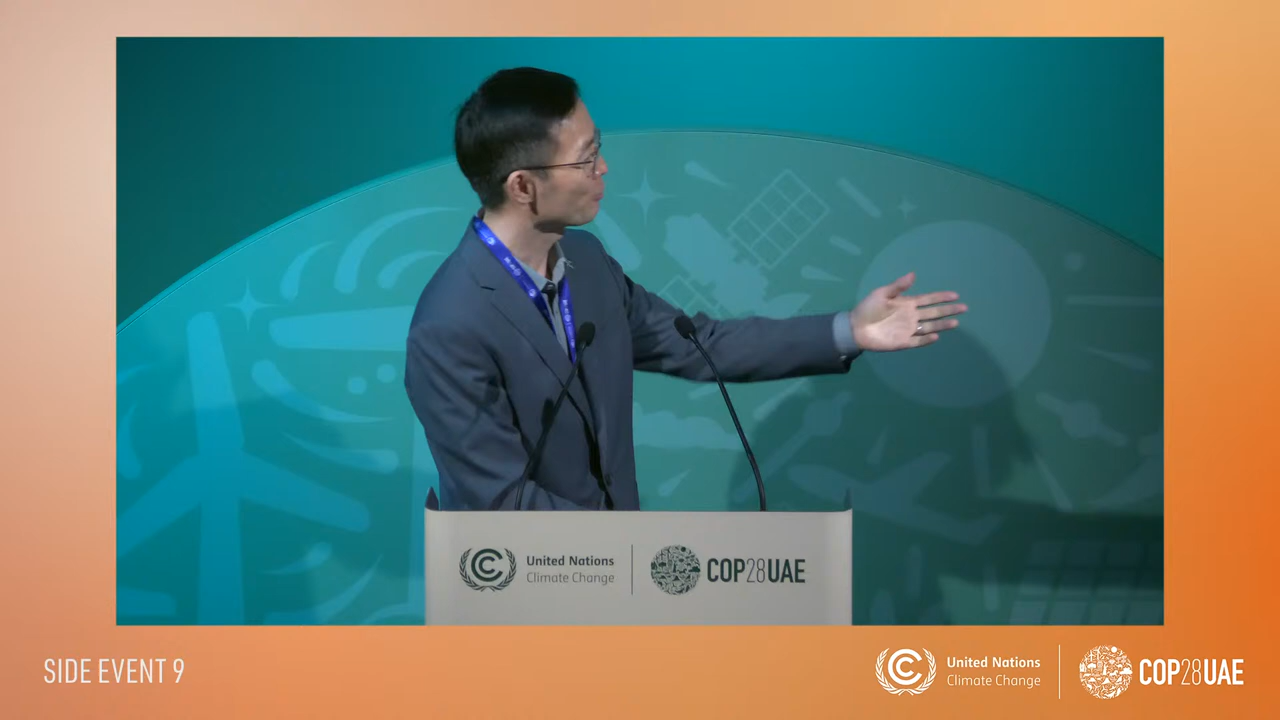 United Nations
Climate Change
COP28UAE
SIDE EVENT 9
United Nations
Climate Change
COP28UAE